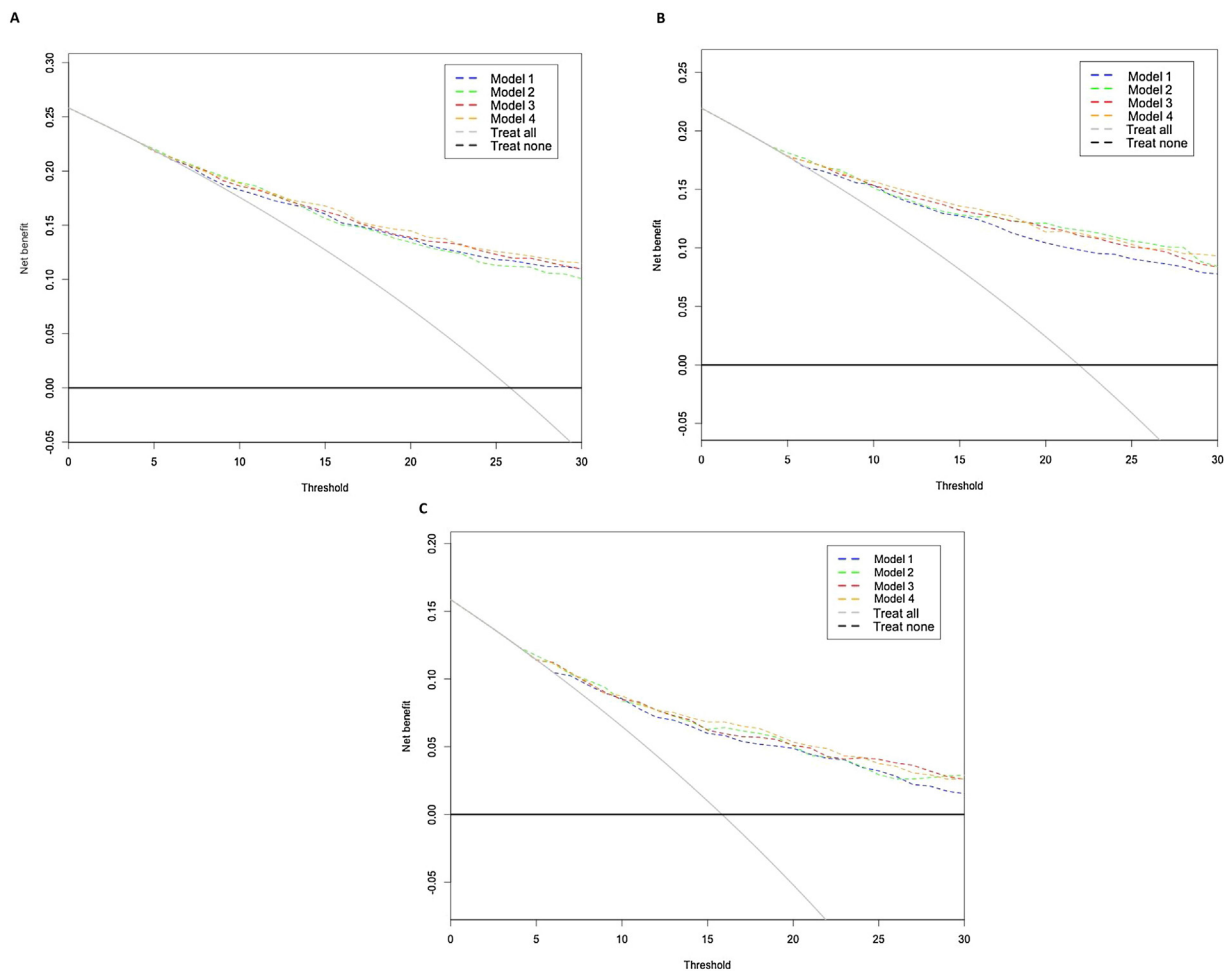 A
Net benefit
0.30
0.25
0.20
0.15
0.10
0.05
0.00
-0.05
Model 1
Model 2
Model 3
Model 4
Treat all
Treat none
0 5 10 15 20 25 30
Threshold
B
Net benefit
0.25
0.20
0.15
0.10
0.05
0.00
-0.05
Model 1
Model 2
Model 3
Model 4
Treat all
Treat none
0 5 10 15 20 25 30
Threshold
C
Net benefit
0.20
0.15
0.10
0.05
0.00
-0.05
Model 1
Model 2
Model 3
Model 4
Treat all
Treat none
0 5 10 15 20 25 30
Threshold